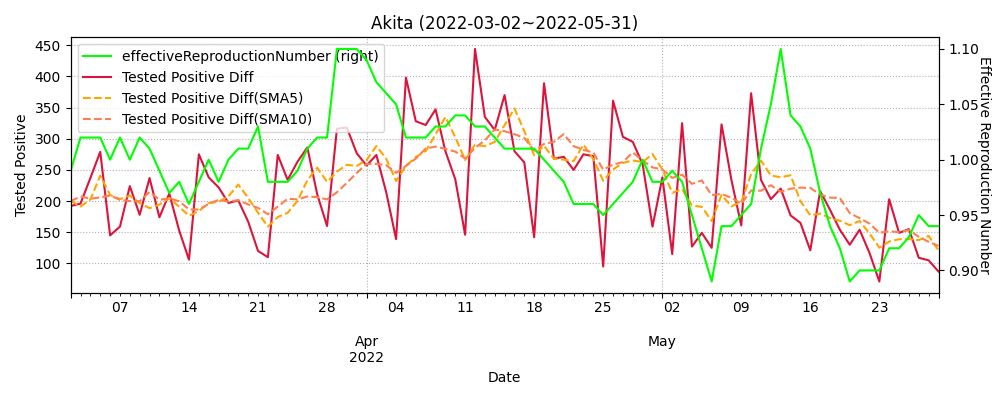 Akita (2022-03-02~2022-05-31)
effectiveReproductionNumber (right)
Tested Positive Diff
Tested Positive Diff(SMA5)
Tested Positive Diff(SMA10)
Tested Positive
450
400
350
300
250
200
150
100
1.10
1.05
1.00
0.95
0.90
Effective Reproduction Number
07 14 21 28 04 11 18 25 02 09 16 23
Apr May
2022
Date